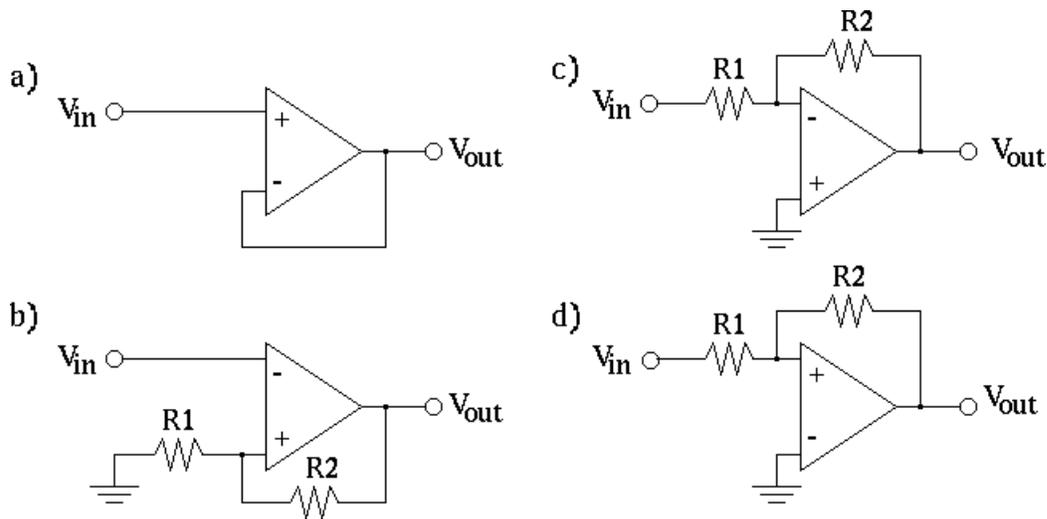 a)
Vin
+
-
Vout
b)
Vin
-
R1
+
R2
Vout
c)
R2
R1
Vin
-
+
Vout
d)
R2
R1
Vin
+
-
Vout